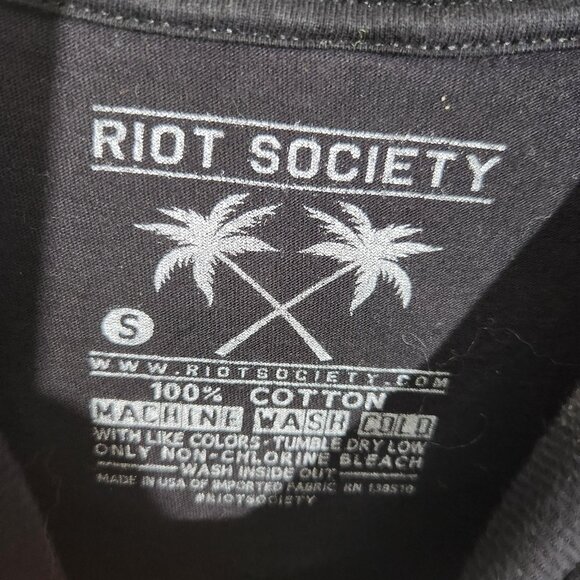 RIOT SOCIETY
S
WWW.RIOTSOCIETY.COM
100% COTTON
MACHINE WASH COLD
WITH LIKE COLORS - TUMBLE DRY LOW
ONLY NON-CHLORINE BLEACH
WASH INSIDE OUT
MADE IN USA OF IMPORTED FABRIC RN 138510
#RIOTSOCIETY